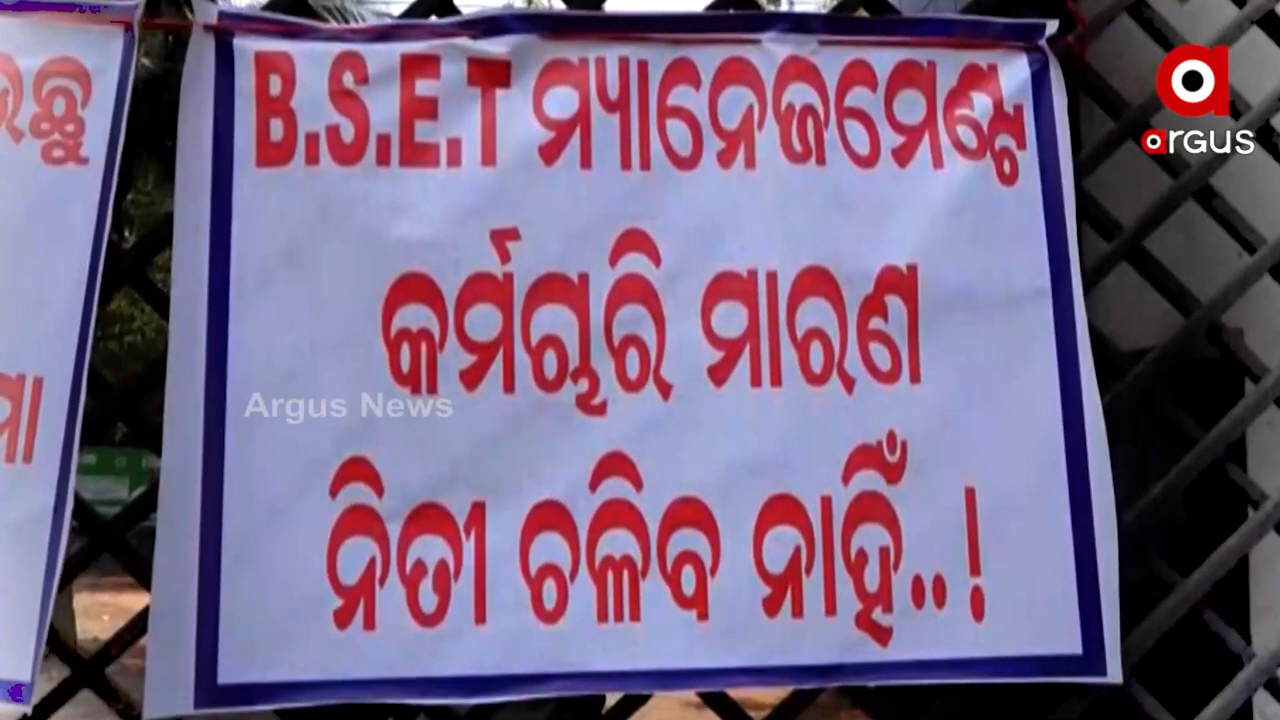 B.S.E.T ମ୍ୟାନେଜମେଣ୍ଟ
କର୍ମଚାରି ମାରଣ
ନିତୀ ଚଳିବ ନାହିଁ..!
Argus News
argus